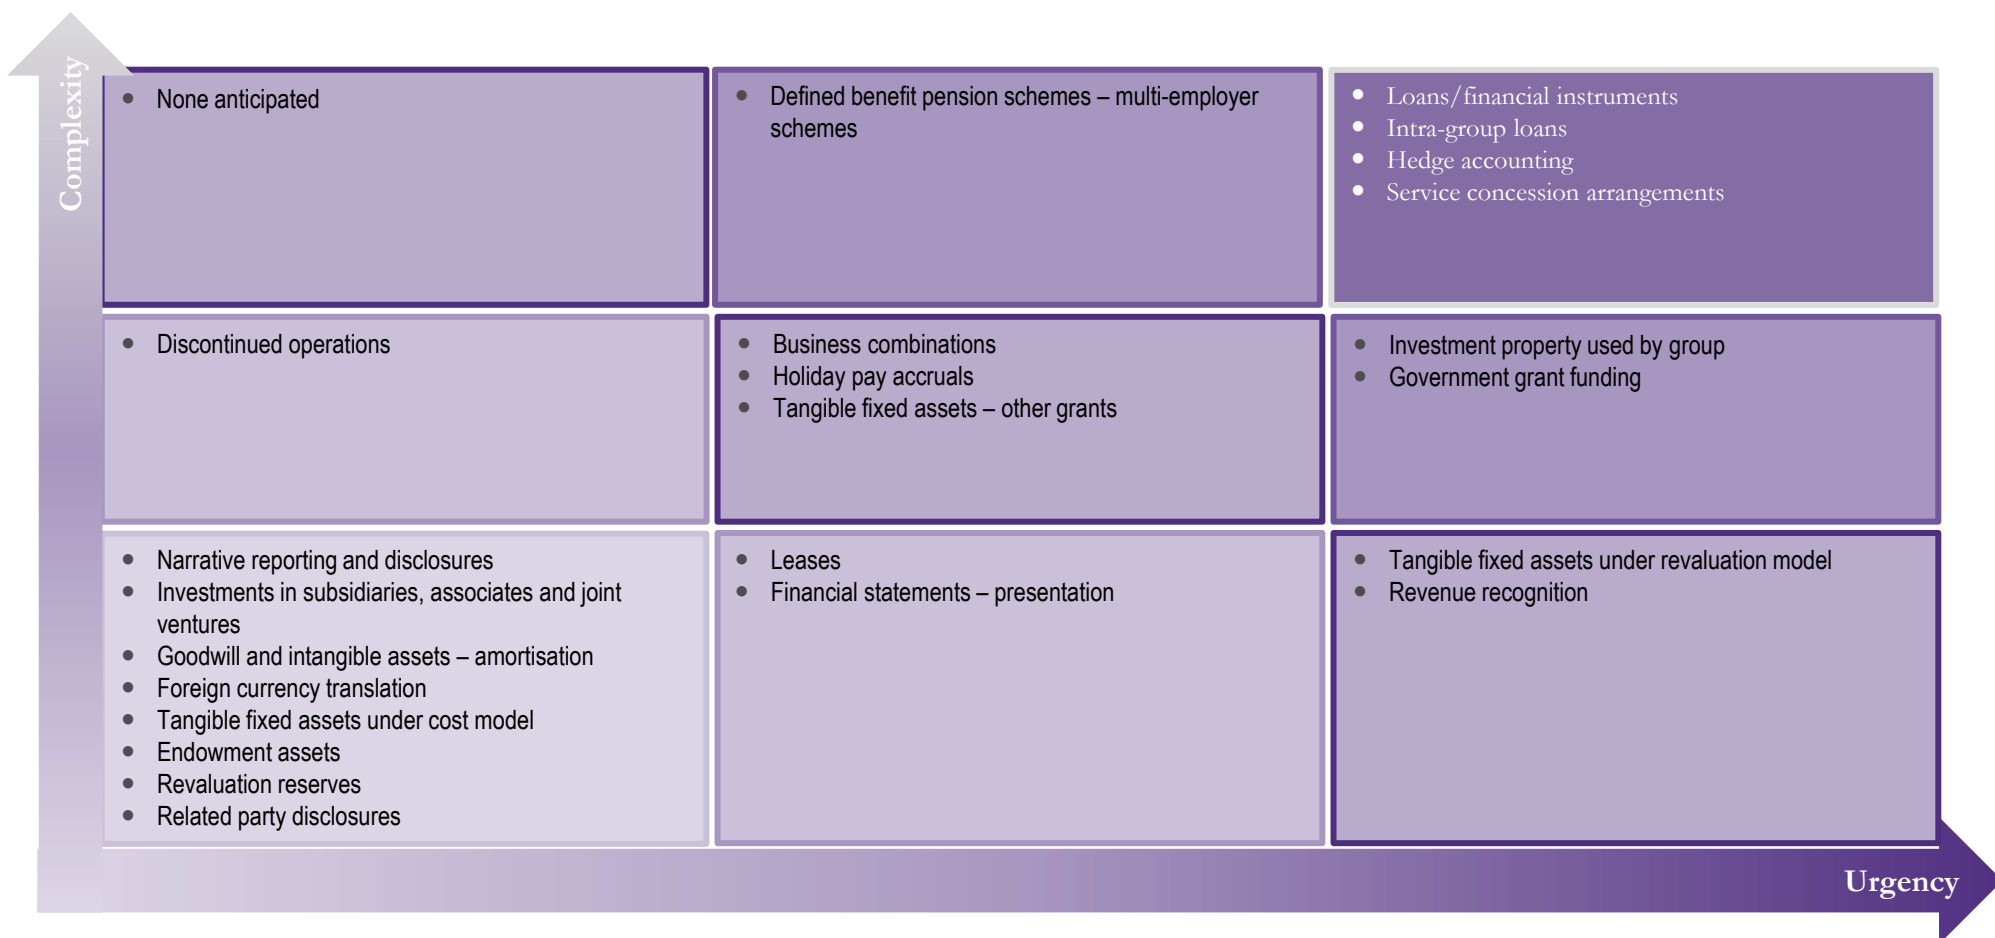 Complexity
• None anticipated
• Defined benefit pension schemes – multi-employer
schemes
• Loans/financial instruments
• Intra-group loans
• Hedge accounting
• Service concession arrangements
• Discontinued operations
• Business combinations
• Holiday pay accruals
• Tangible fixed assets – other grants
• Investment property used by group
• Government grant funding
• Narrative reporting and disclosures
• Investments in subsidiaries, associates and joint
ventures
• Goodwill and intangible assets – amortisation
• Foreign currency translation
• Tangible fixed assets under cost model
• Endowment assets
• Revaluation reserves
• Related party disclosures
• Leases
• Financial statements – presentation
• Tangible fixed assets under revaluation model
• Revenue recognition
Urgency